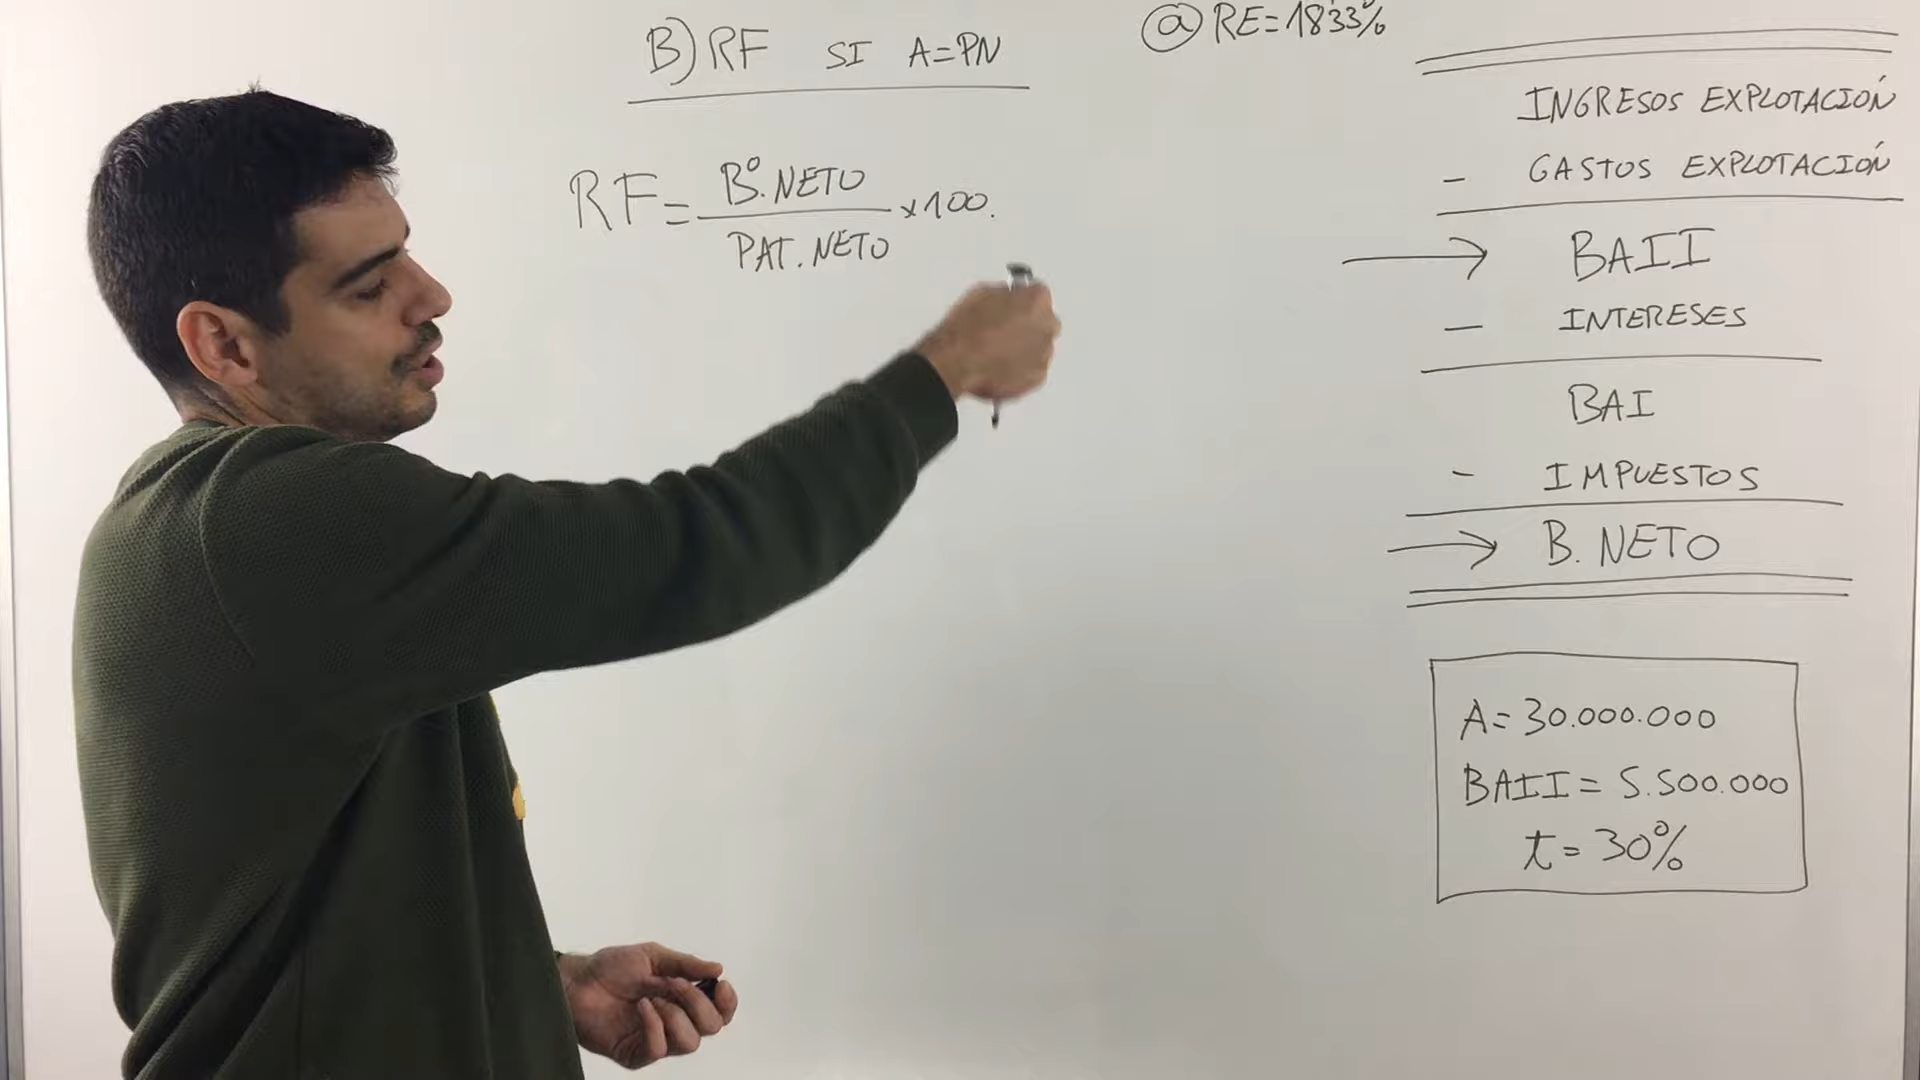 B) RF SI A=PN
RF= Bº.NETO / PAT. NETO ×100.
@ RE=18'33%
INGRESOS EXPLOTACIÓN
- GASTOS EXPLOTACIÓN
→ BAII
- INTERESES
BAI
- IMPUESTOS
→ B. NETO
A=30.000.000
BAII= 5.500.000
t= 30%